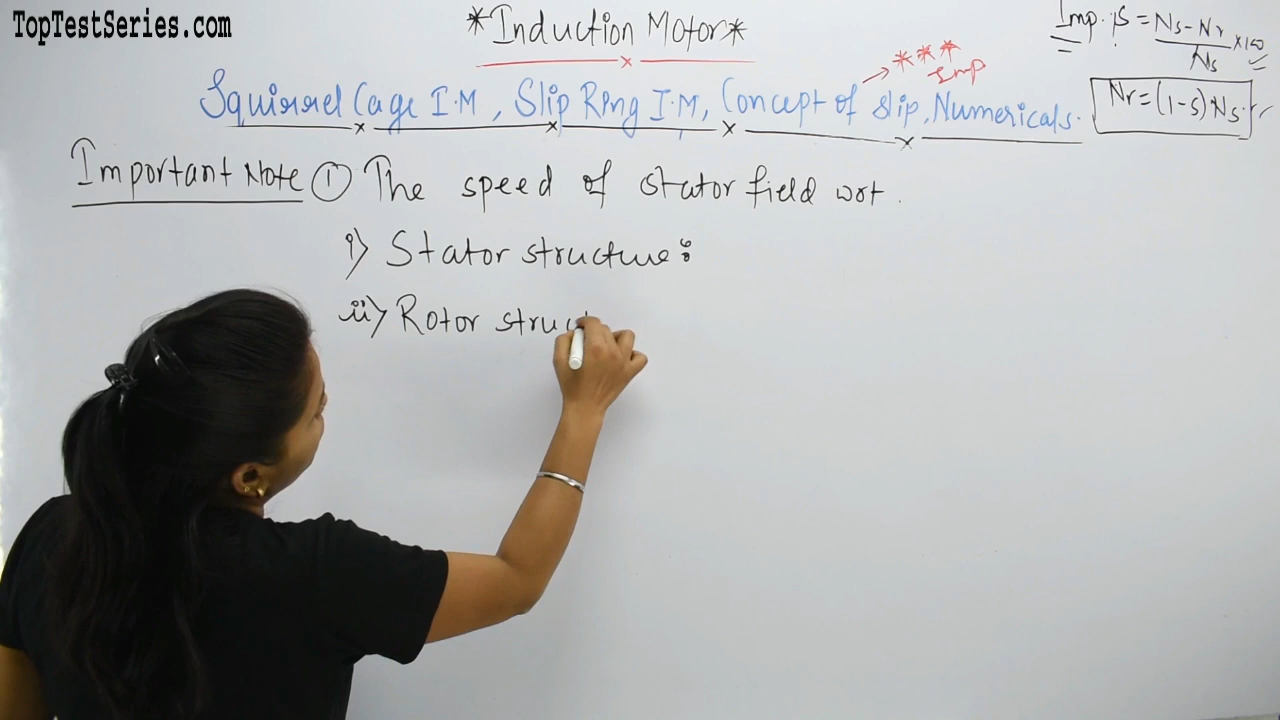 TopTestSeries.com
*Induction Motor*
Imp. S = Ns - Nr / Ns × 100
*** Imp
Squirrel Cage I.M, Slip Ring I.M, Concept of slip, Numericals.
Nr = (1-s) Ns.
Important Note ① The speed of stator field wrt.
i) Stator structure:
ii) Rotor struct